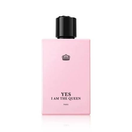 YES
I AM THE QUEEN